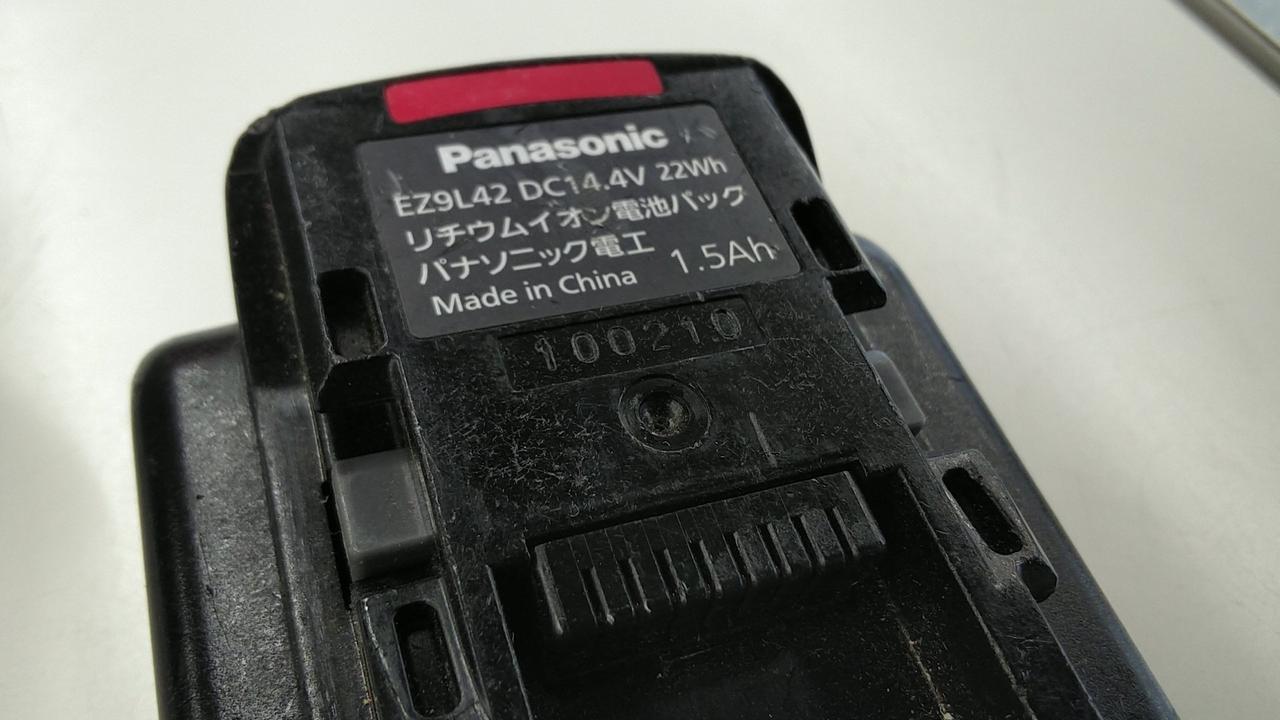 Panasonic
EZ9L42 DC14.4V 22Wh
リチウムイオン電池パック
パナソニック電工 1.5Ah
Made in China
100210